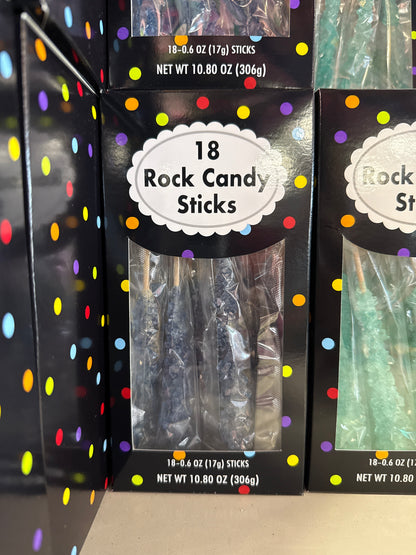 18-0.6 OZ (17g) STICKS
NET WT 10.80 OZ (306g)
18
Rock Candy
Sticks
18-0.6 OZ (17g) STICKS
NET WT 10.80 OZ (306g)
Rock
St
18-0.6 OZ (1
NET WT 10.80